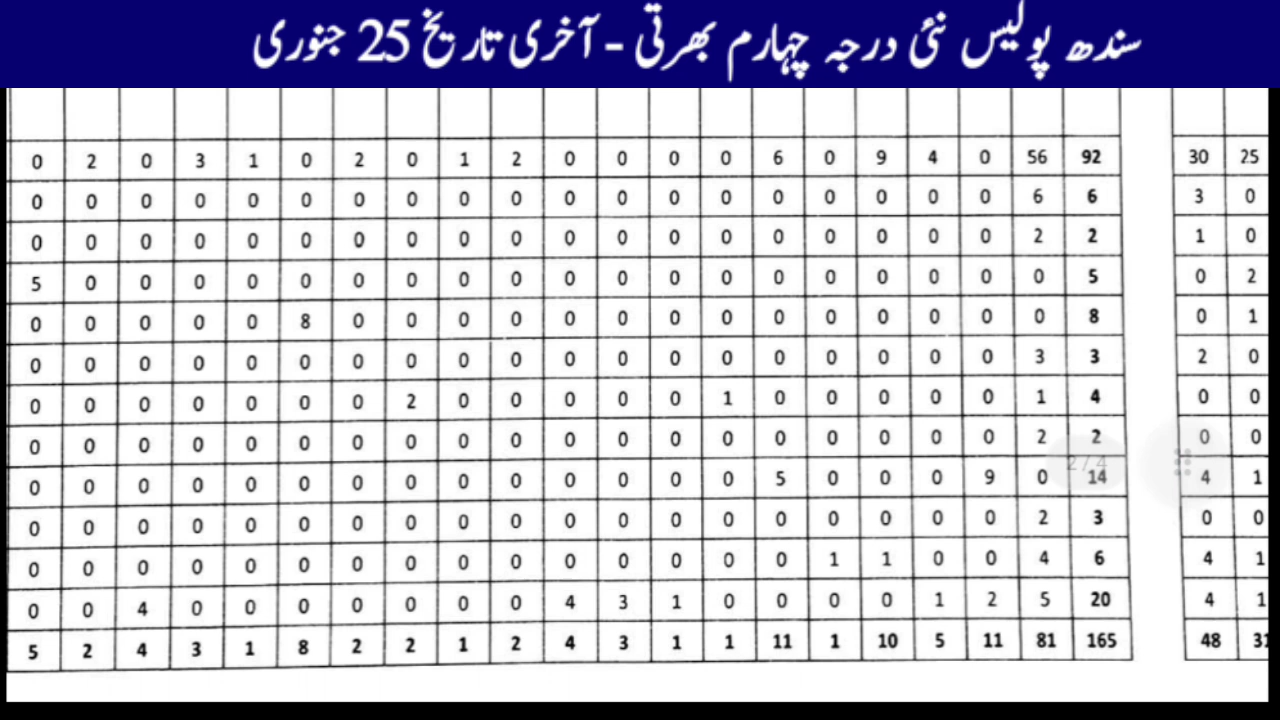 سندھ پولیس نئی درجہ چہارم بھرتی - آخری تاریخ 25 جنوری
0 2 0 3 1 0 2 0 1 2 0 0 0 0 6 0 9 4 0 56 92 30 25
0 0 0 0 0 0 0 0 0 0 0 0 0 0 0 0 0 0 0 6 6 3 0
0 0 0 0 0 0 0 0 0 0 0 0 0 0 0 0 0 0 0 2 2 1 0
5 0 0 0 0 0 0 0 0 0 0 0 0 0 0 0 0 0 0 0 5 0 2
0 0 0 0 0 8 0 0 0 0 0 0 0 0 0 0 0 0 0 0 8 0 1
0 0 0 0 0 0 0 0 0 0 0 0 0 0 0 0 0 0 0 3 3 2 0
0 0 0 0 0 0 0 2 0 0 0 0 0 1 0 0 0 0 0 1 4 0 0
0 0 0 0 0 0 0 0 0 0 0 0 0 0 0 0 0 0 0 2 2 0 0
2 / 4
0 0 0 0 0 0 0 0 0 0 0 0 0 0 5 0 0 0 9 0 14 4 1
0 0 0 0 0 0 0 0 0 0 0 0 0 0 0 0 0 0 0 2 3 0 0
0 0 0 0 0 0 0 0 0 0 0 0 0 0 0 1 1 0 0 4 6 4 1
0 0 4 0 0 0 0 0 0 0 4 3 1 0 0 0 0 1 2 5 20 4 1
5 2 4 3 1 8 2 2 1 2 4 3 1 1 11 1 10 5 11 81 165 48 31